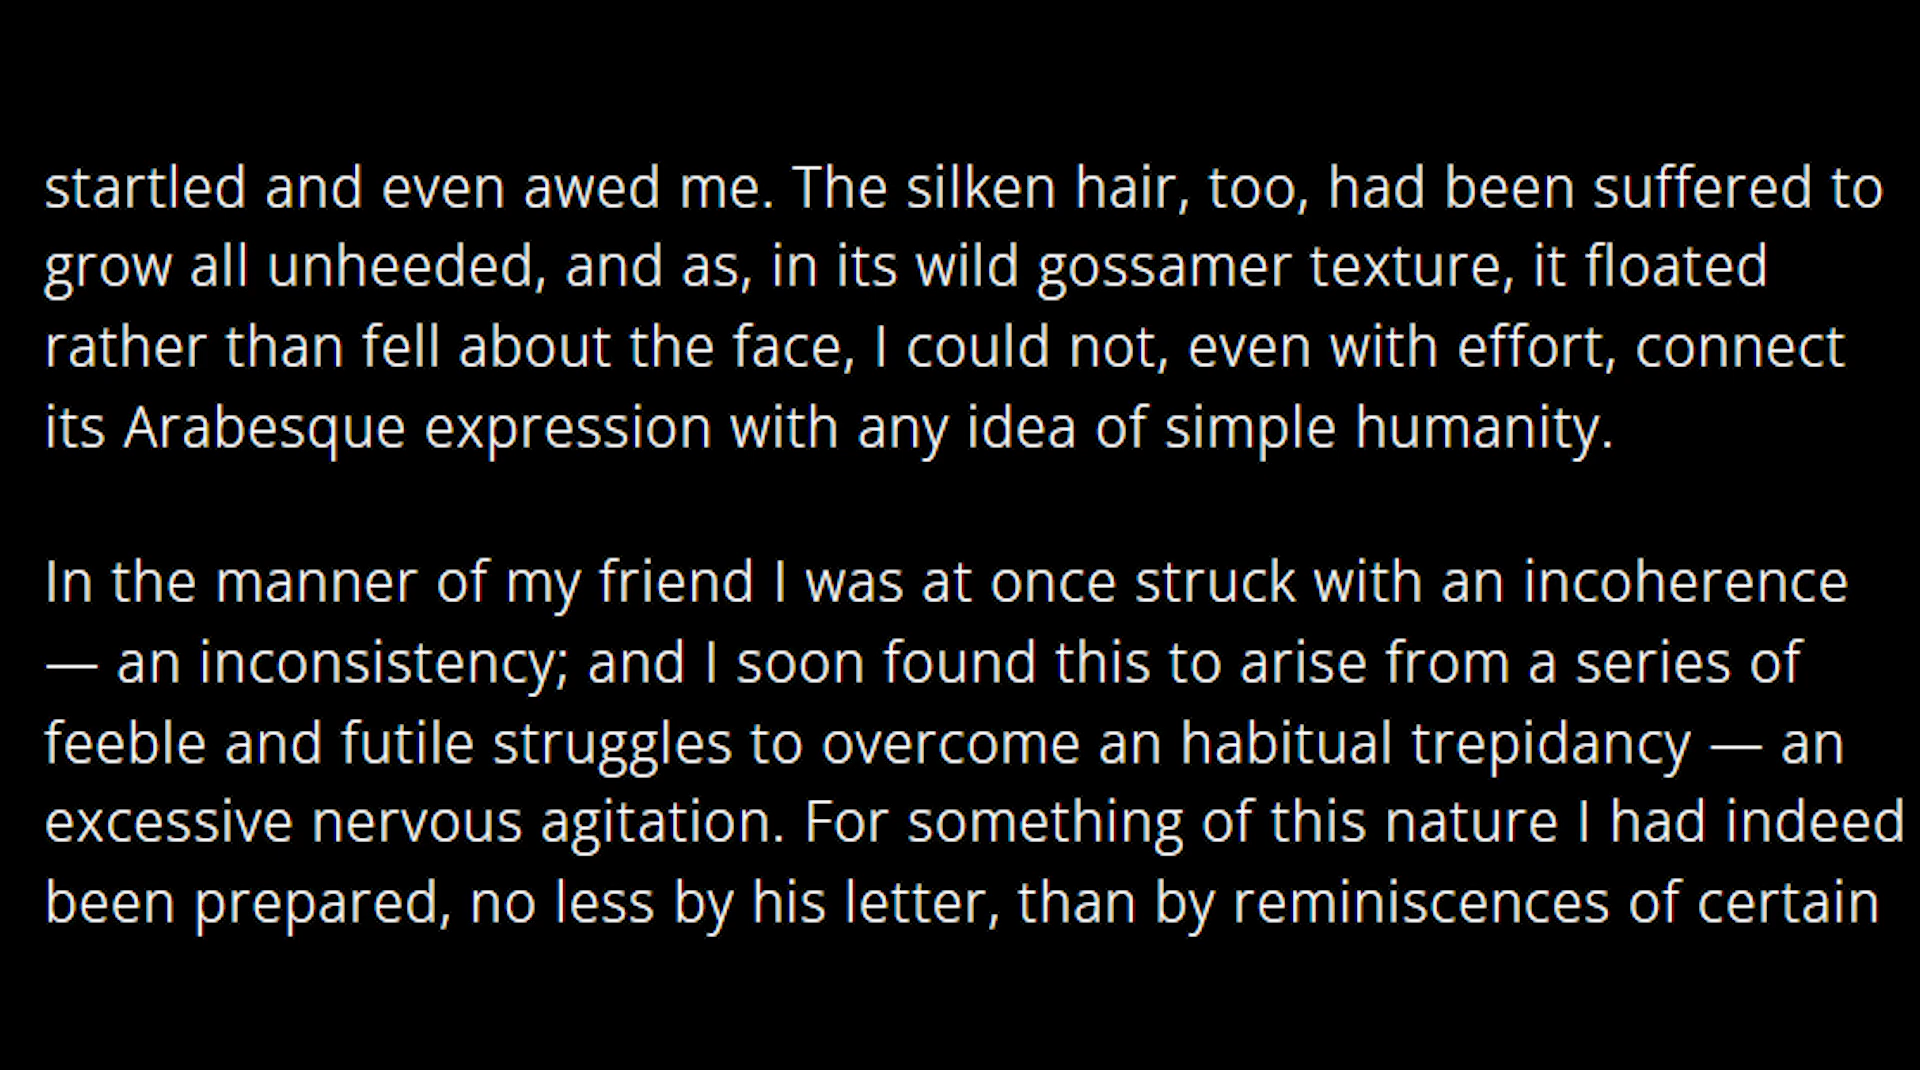 startled and even awed me. The silken hair, too, had been suffered to
grow all unheeded, and as, in its wild gossamer texture, it floated
rather than fell about the face, I could not, even with effort, connect
its Arabesque expression with any idea of simple humanity.
In the manner of my friend I was at once struck with an incoherence
— an inconsistency; and I soon found this to arise from a series of
feeble and futile struggles to overcome an habitual trepidancy — an
excessive nervous agitation. For something of this nature I had indeed
been prepared, no less by his letter, than by reminiscences of certain